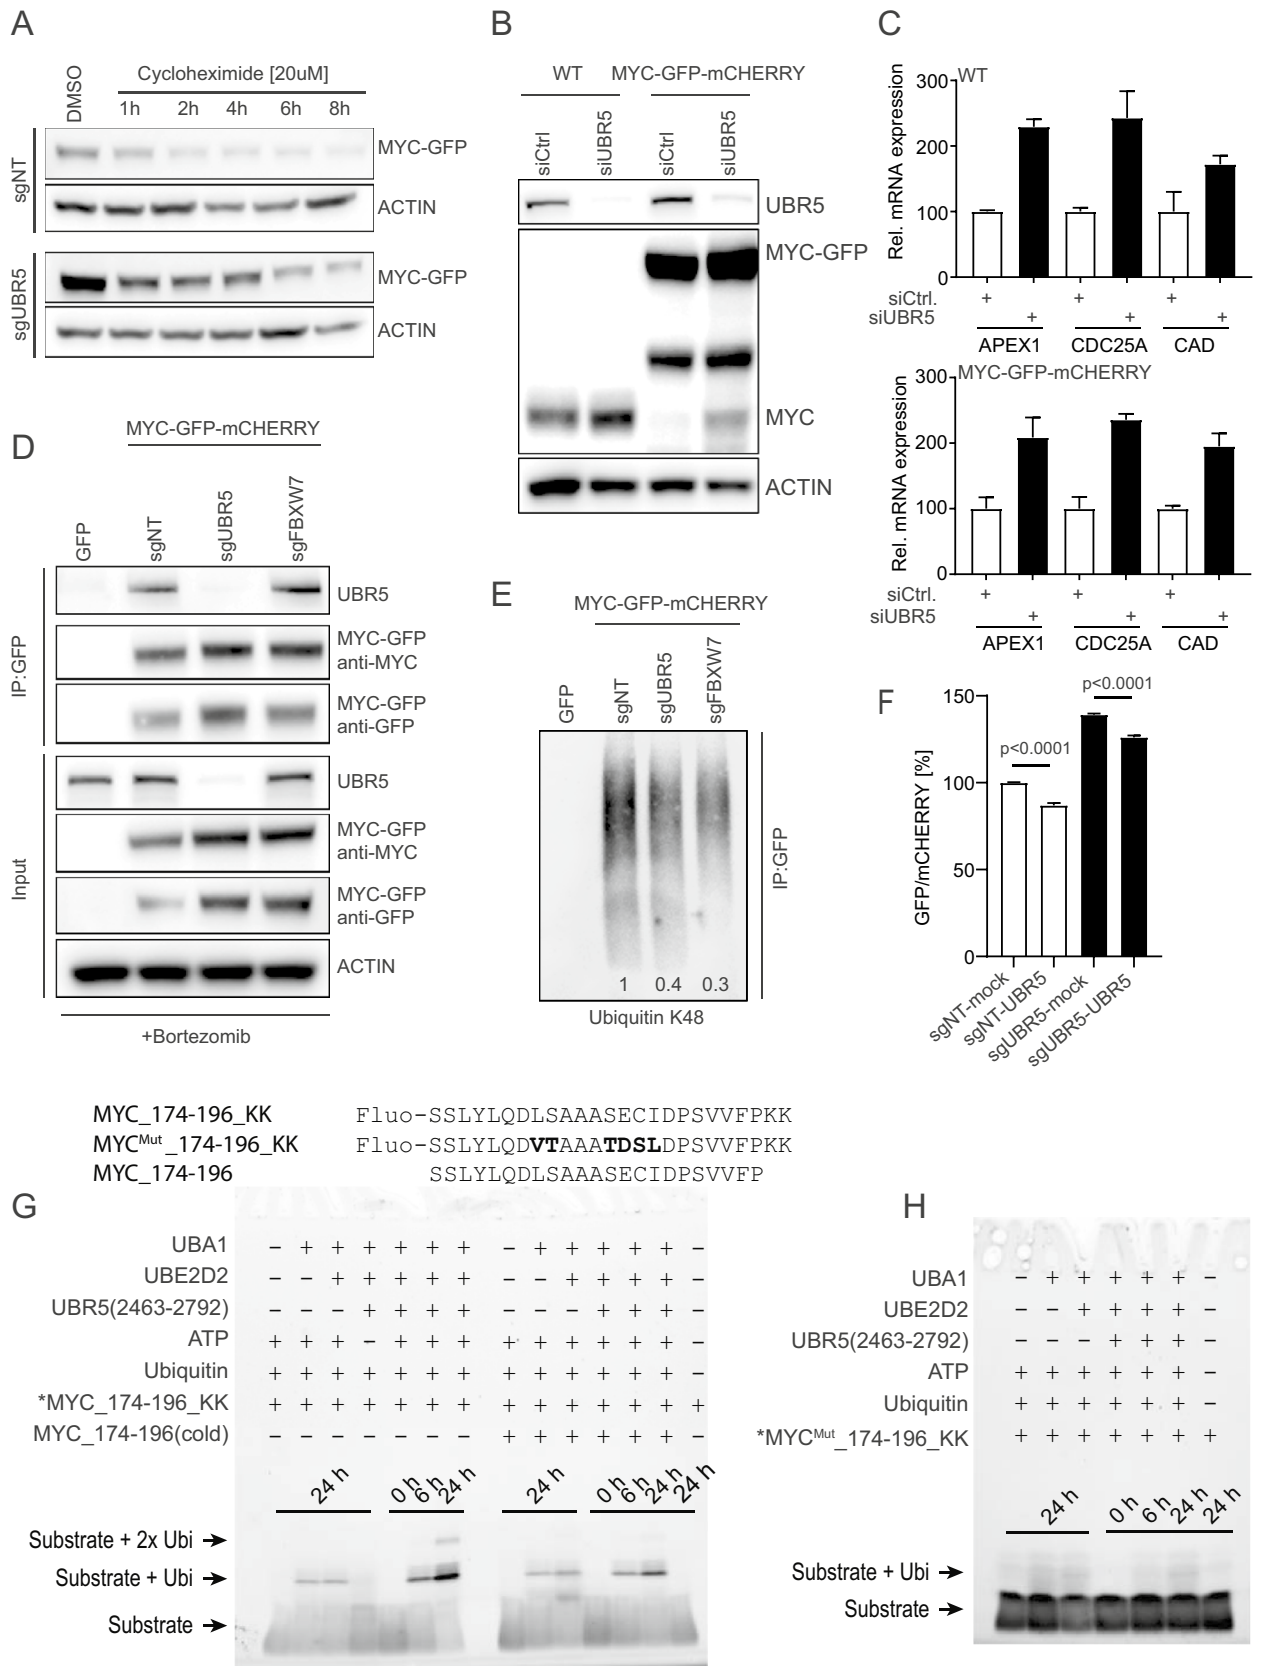 A
Cycloheximide [20uM]
DMSO
1h 2h 4h 6h 8h
sgNT
MYC-GFP
ACTIN
sgUBR5
MYC-GFP
ACTIN
B
WT MYC-GFP-mCHERRY
siCtrl siUBR5 siCtrl siUBR5
UBR5
MYC-GFP
MYC
ACTIN
C
WT
Rel. mRNA expression
300
200
100
0
siCtrl. + + +
siUBR5 + + +
APEX1 CDC25A CAD
MYC-GFP-mCHERRY
Rel. mRNA expression
300
200
100
0
siCtrl. + + +
siUBR5 + + +
APEX1 CDC25A CAD
D
MYC-GFP-mCHERRY
GFP sgNT sgUBR5 sgFBXW7
IP:GFP
UBR5
MYC-GFP
anti-MYC
MYC-GFP
anti-GFP
Input
UBR5
MYC-GFP
anti-MYC
MYC-GFP
anti-GFP
ACTIN
+Bortezomib
E
MYC-GFP-mCHERRY
GFP sgNT sgUBR5 sgFBXW7
IP:GFP
1 0.4 0.3
Ubiquitin K48
F
GFP/mCHERRY [%]
150
100
50
0
p<0.0001
p<0.0001
sgNT-mock
sgNT-UBR5
sgUBR5-mock
sgUBR5-UBR5
MYC_174-196_KK Fluo-SSLYLQDLSAAASECIDPSVVFPKK
MYCMut_174-196_KK Fluo-SSLYLQDVTAAATDSLDPSVVFPKK
MYC_174-196 SSLYLQDLSAAASECIDPSVVFP
G
UBA1 – + + + + + + – + + + + + –
UBE2D2 – – + + + + + – – + + + + –
UBR5(2463-2792) – – – + + + + – – – + + + –
ATP + + + – + + + + + + + + + –
Ubiquitin + + + + + + + + + + + + + –
*MYC_174-196_KK + + + + + + + + + + + + + +
MYC_174-196(cold) – – – – – – – + + + + + + –
24 h 0 h 6 h 24 h 24 h 0 h 6 h 24 h 24 h
Substrate + 2x Ubi
Substrate + Ubi
Substrate
H
UBA1 – + + + + + –
UBE2D2 – – + + + + –
UBR5(2463-2792) – – – + + + –
ATP + + + + + + –
Ubiquitin + + + + + + –
*MYCMut_174-196_KK + + + + + + +
24 h 0 h 6 h 24 h 24 h
Substrate + Ubi
Substrate